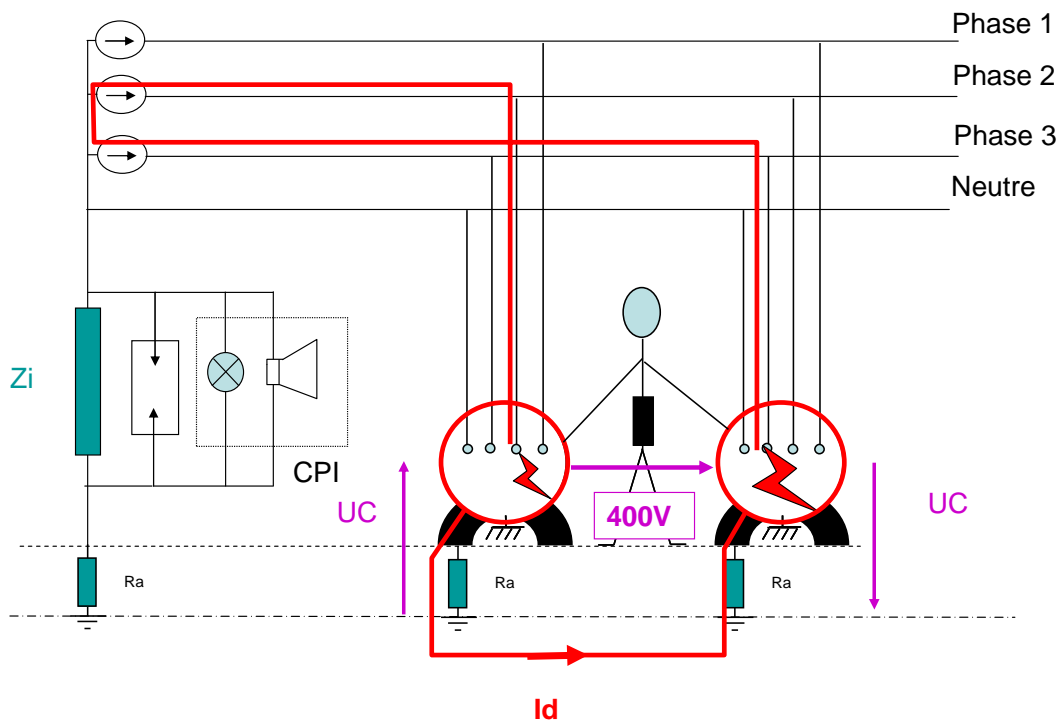 Phase 1
Phase 2
Phase 3
Neutre
Zi
CPI
UC
400V
UC
Ra
Ra
Ra
Id